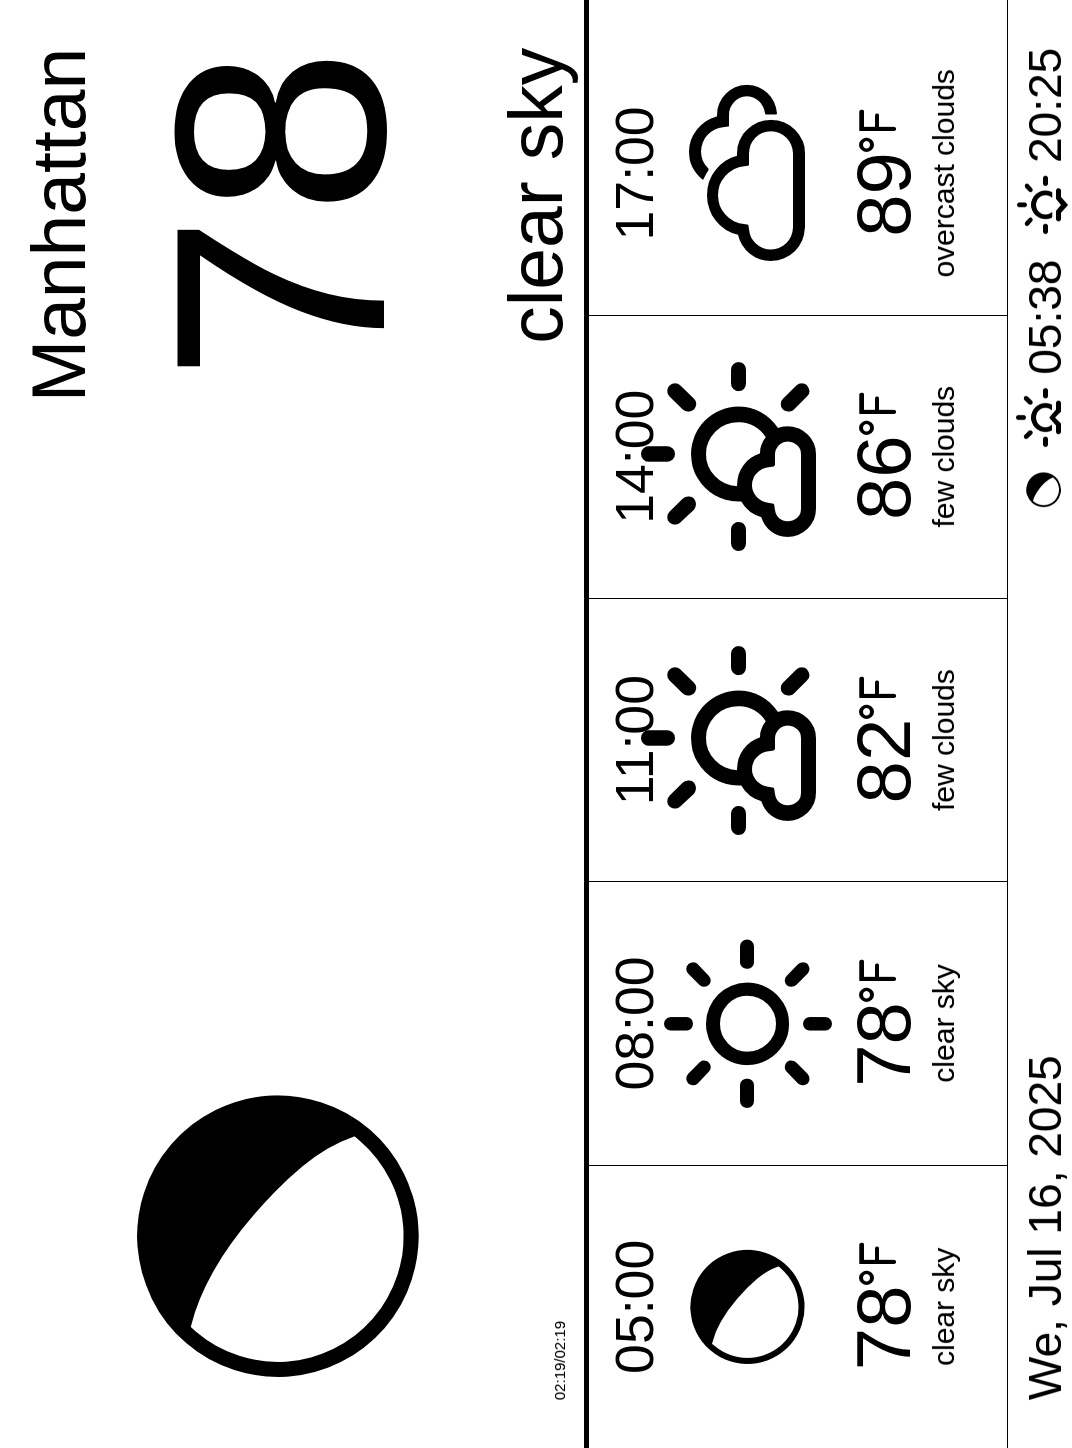 Manhattan
78
clear sky
02:19/02:19
05:00
78°F
clear sky
08:00
78°F
clear sky
11:00
82°F
few clouds
14:00
86°F
few clouds
17:00
89°F
overcast clouds
We, Jul 16, 2025
05:38
20:25